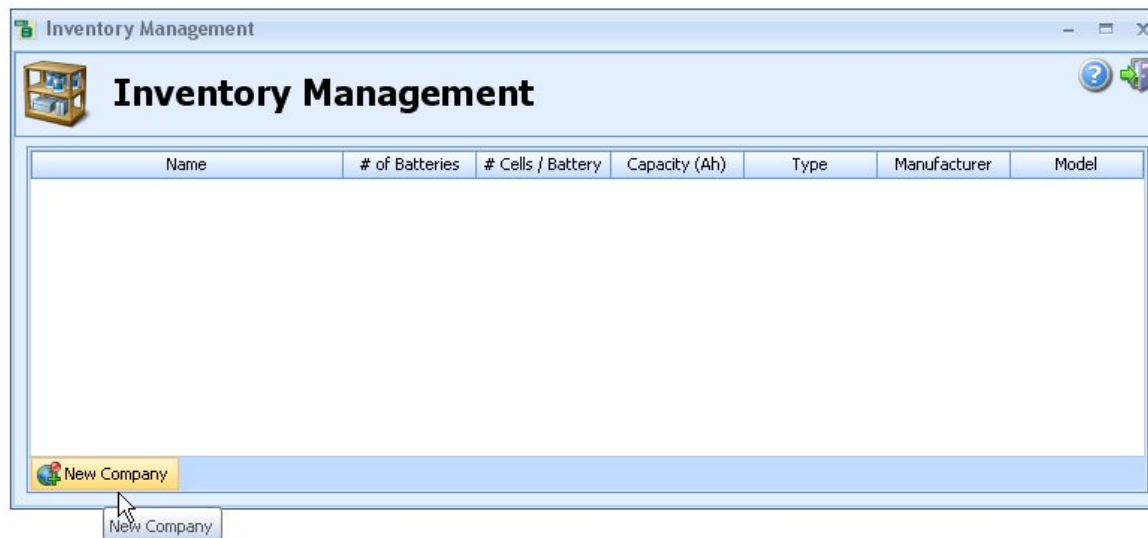 Inventory Management
Inventory Management
Name # of Batteries # Cells / Battery Capacity (Ah) Type Manufacturer Model
New Company
New Company